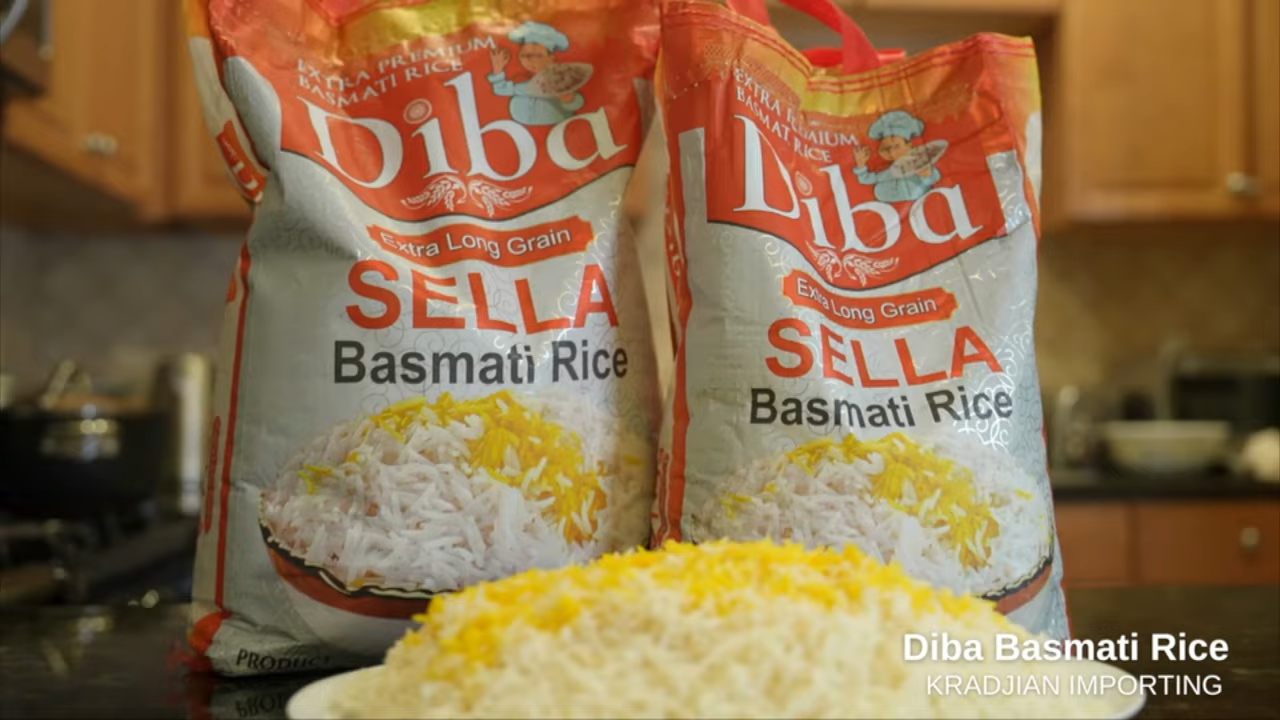 EXTRA PREMIUM
BASMATI RICE
Diba
Extra Long Grain
SELLA
Basmati Rice
PRODUCT
EXTRA PREMIUM
BASMATI RICE
Diba
Extra Long Grain
SELLA
Basmati Rice
Diba Basmati Rice
KRADJIAN IMPORTING